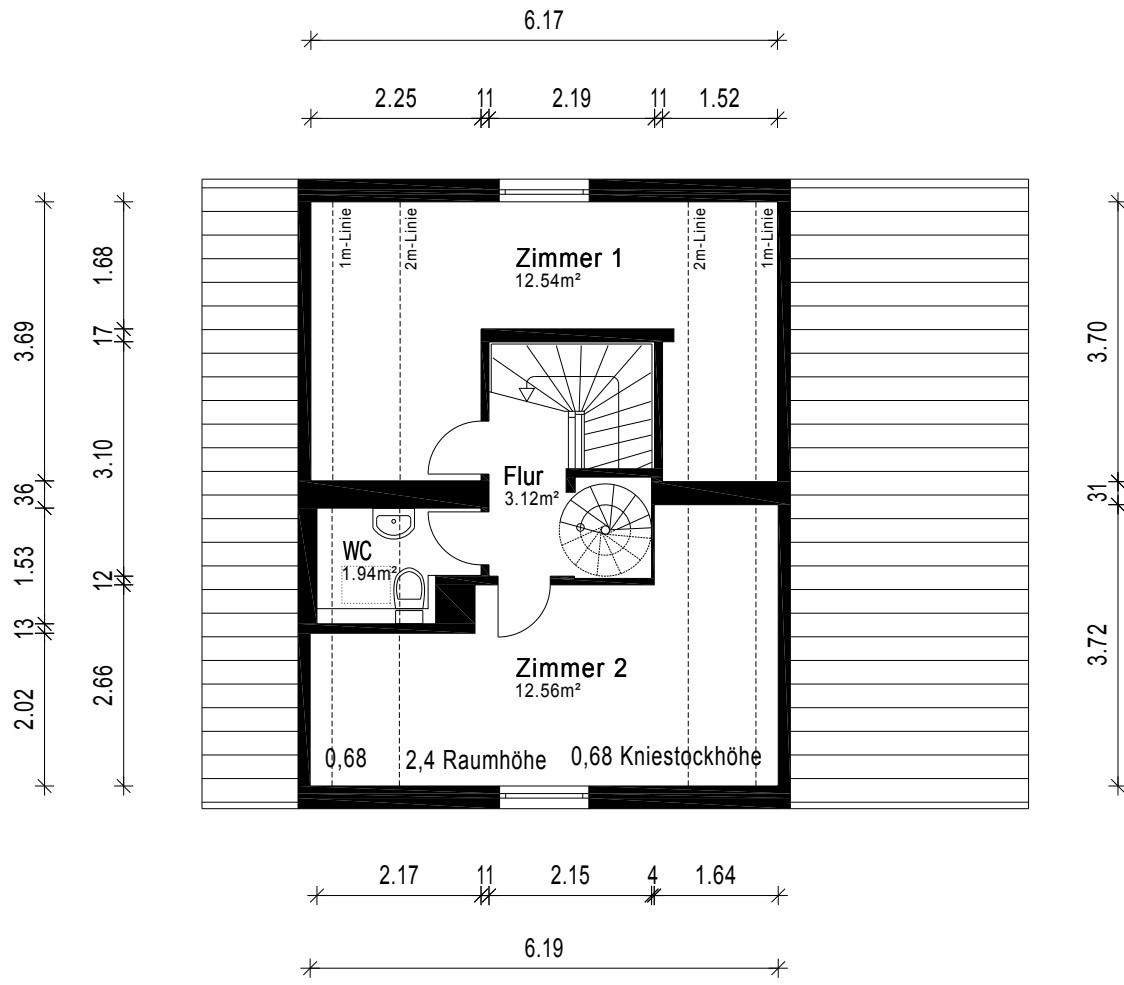 6.17
2.25 11 2.19 11 1.52
1m-Linie
2m-Linie
2m-Linie
1m-Linie
Zimmer 1
12.54m²
3.69
36
1.53
13
2.02
1.68
17
3.10
12
2.66
3.70
31
3.72
Flur
3.12m²
WC
1.94m²
Zimmer 2
12.56m²
0,68 2,4 Raumhöhe 0,68 Kniestockhöhe
2.17 11 2.15 4 1.64
6.19